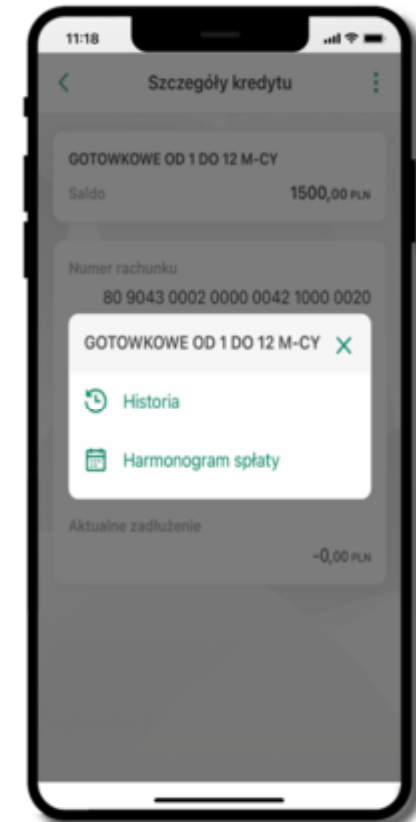 11:18
Szczegóły kredytu
GOTOWKOWE OD 1 DO 12 M-CY
Saldo 1500,00 PLN
Numer rachunku
80 9043 0002 0000 0042 1000 0020
GOTOWKOWE OD 1 DO 12 M-CY
Historia
Harmonogram spłaty
Aktualne zadłużenie
-0,00 PLN